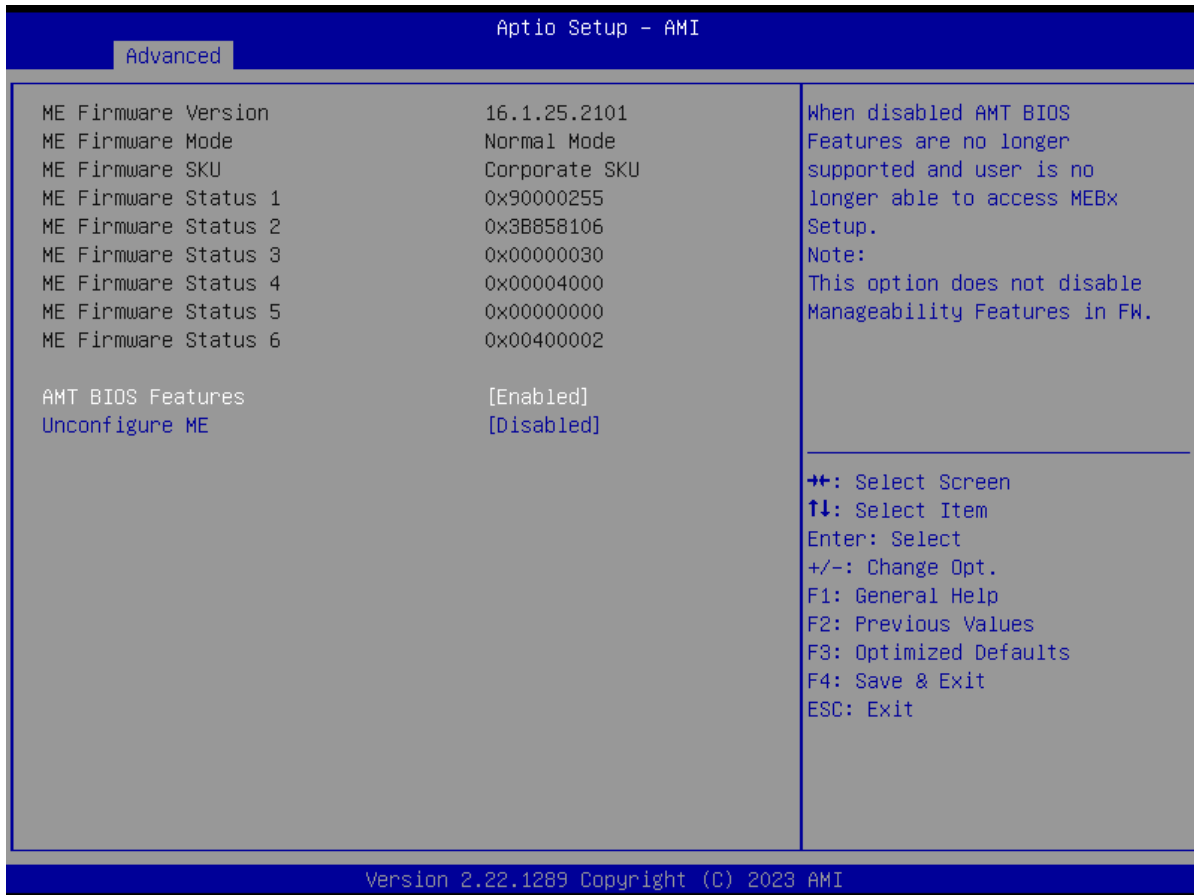 Aptio Setup – AMI
Advanced
ME Firmware Version 16.1.25.2101
ME Firmware Mode Normal Mode
ME Firmware SKU Corporate SKU
ME Firmware Status 1 0x90000255
ME Firmware Status 2 0x3B858106
ME Firmware Status 3 0x00000030
ME Firmware Status 4 0x00004000
ME Firmware Status 5 0x00000000
ME Firmware Status 6 0x00400002
AMT BIOS Features [Enabled]
Unconfigure ME [Disabled]
When disabled AMT BIOS
Features are no longer
supported and user is no
longer able to access MEBx
Setup.
Note:
This option does not disable
Manageability Features in FW.
→←: Select Screen
↑↓: Select Item
Enter: Select
+/-: Change Opt.
F1: General Help
F2: Previous Values
F3: Optimized Defaults
F4: Save & Exit
ESC: Exit
Version 2.22.1289 Copyright (C) 2023 AMI